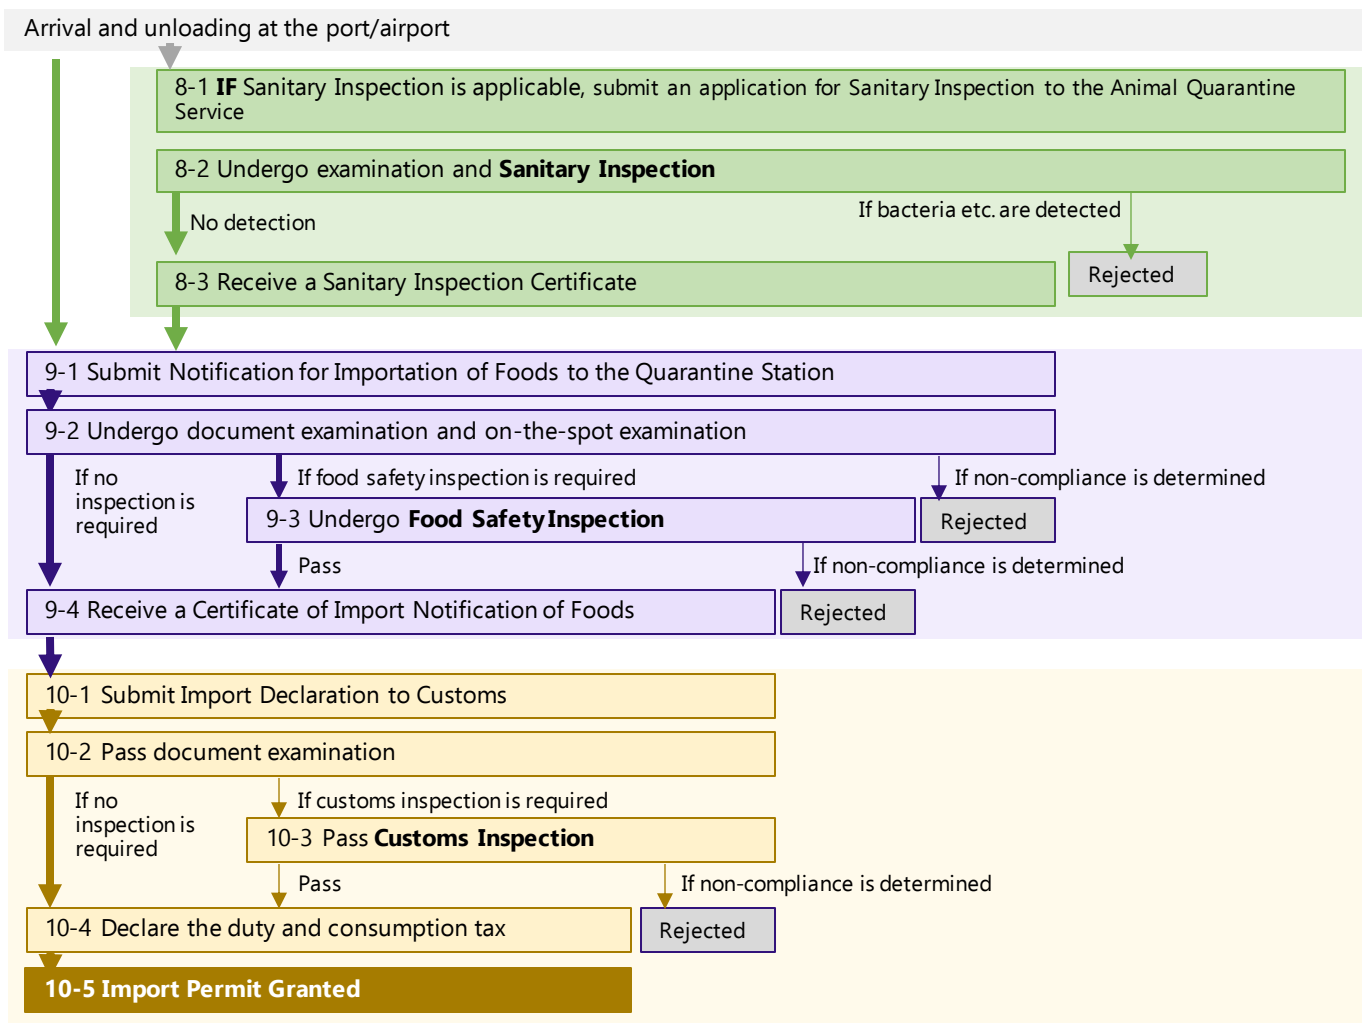 Arrival and unloading at the port/airport
8-1 IF Sanitary Inspection is applicable, submit an application for Sanitary Inspection to the Animal Quarantine
Service
8-2 Undergo examination and Sanitary Inspection
No detection
If bacteria etc. are detected
8-3 Receive a Sanitary Inspection Certificate
Rejected
9-1 Submit Notification for Importation of Foods to the Quarantine Station
9-2 Undergo document examination and on-the-spot examination
If no
inspection is
required
If food safety inspection is required
If non-compliance is determined
9-3 Undergo Food Safety Inspection
Rejected
Pass
If non-compliance is determined
9-4 Receive a Certificate of Import Notification of Foods
Rejected
10-1 Submit Import Declaration to Customs
10-2 Pass document examination
If no
inspection is
required
If customs inspection is required
10-3 Pass Customs Inspection
Pass
If non-compliance is determined
10-4 Declare the duty and consumption tax
Rejected
10-5 Import Permit Granted